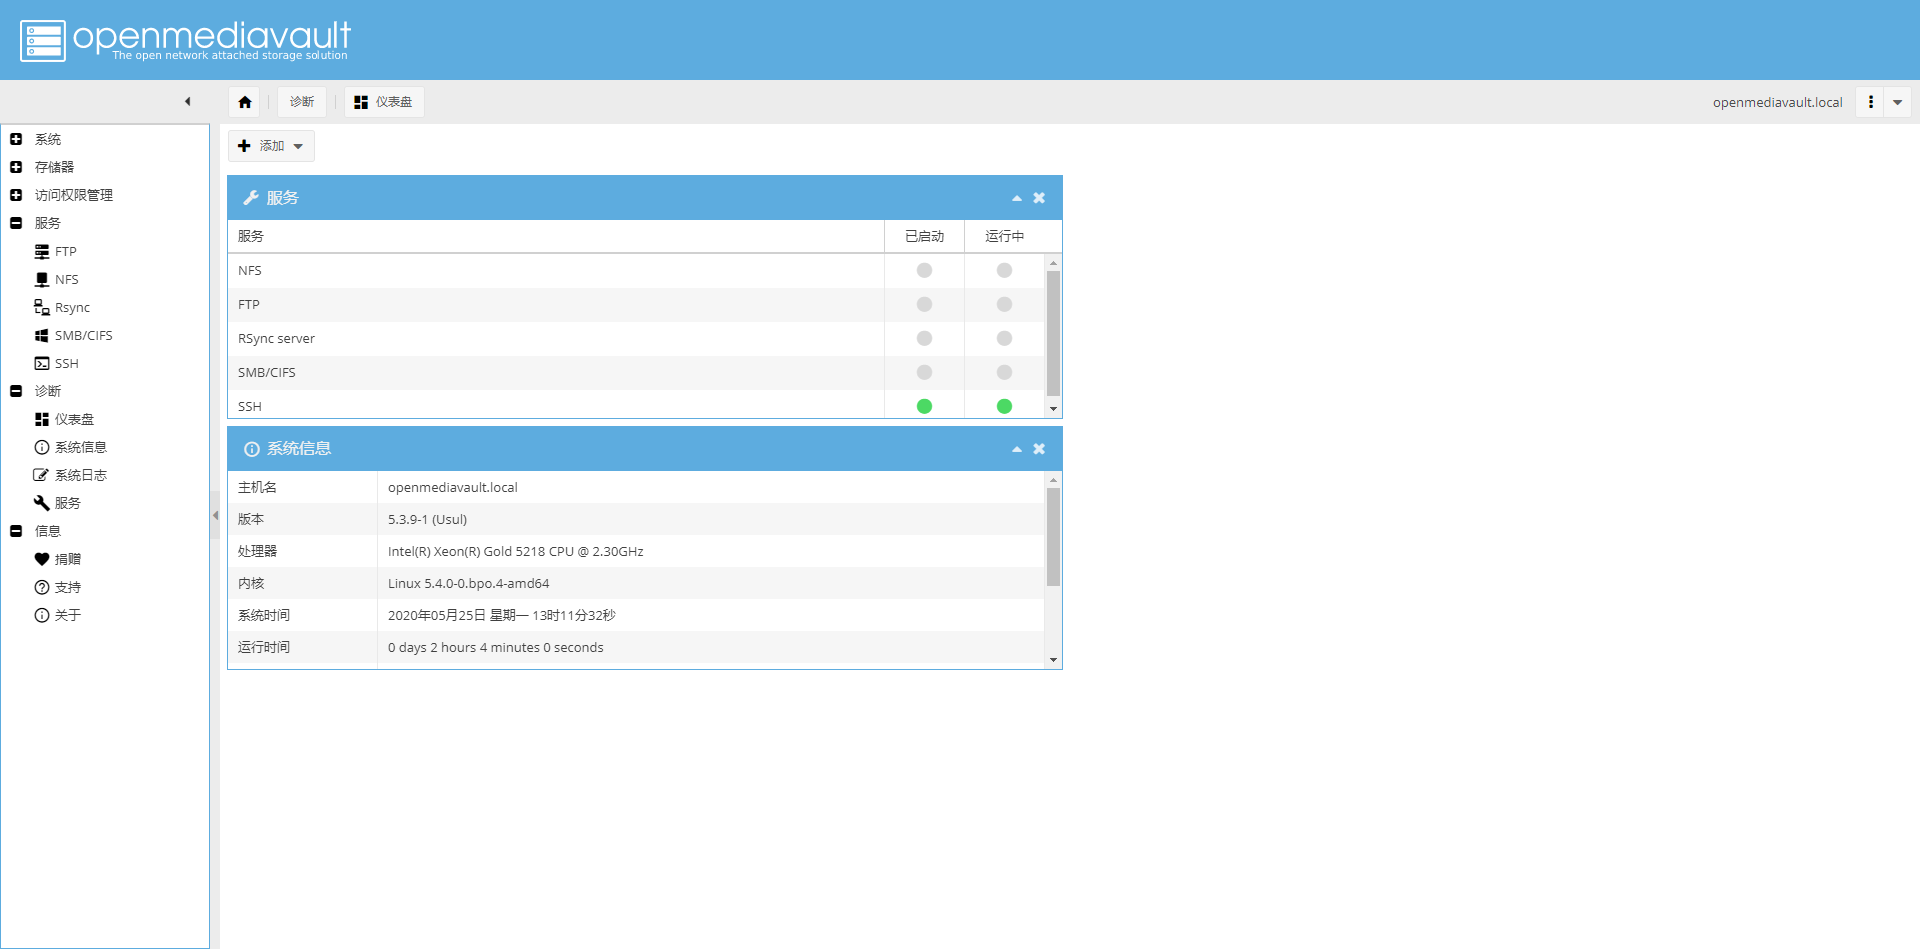 openmediavault
The open network attached storage solution
诊断 仪表盘 openmediavault.local
系统
存储器
访问权限管理
服务
FTP
NFS
Rsync
SMB/CIFS
SSH
诊断
仪表盘
系统信息
系统日志
服务
信息
捐赠
支持
关于
添加
服务
服务 已启动 运行中
NFS
FTP
RSync server
SMB/CIFS
SSH
系统信息
主机名 openmediavault.local
版本 5.3.9-1 (Usul)
处理器 Intel(R) Xeon(R) Gold 5218 CPU @ 2.30GHz
内核 Linux 5.4.0-0.bpo.4-amd64
系统时间 2020年05月25日 星期一 13时11分32秒
运行时间 0 days 2 hours 4 minutes 0 seconds